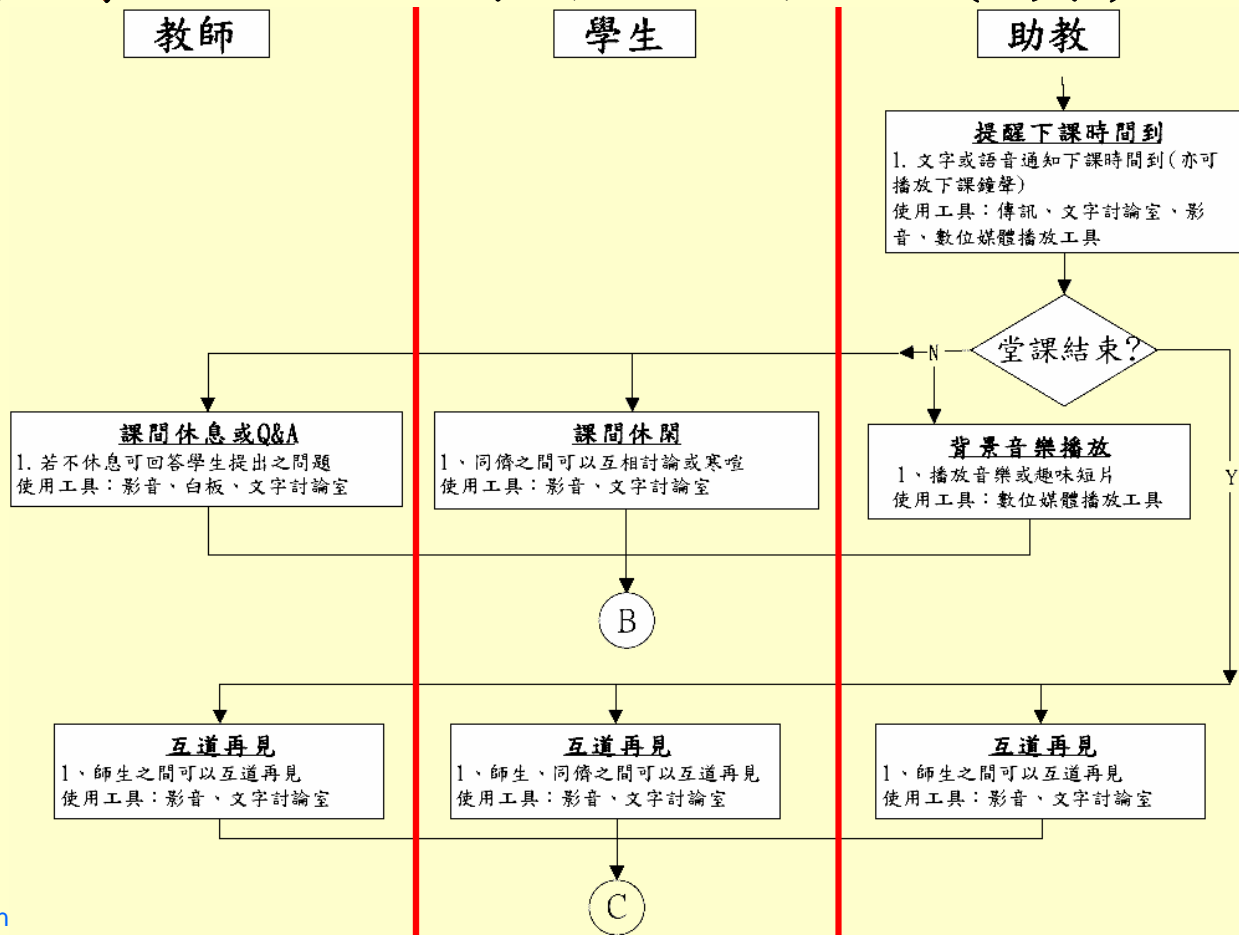 教師
學生
助教
提醒下課時間到
1. 文字或語音通知下課時間到(亦可
播放下課鐘聲)
使用工具：傳訊、文字討論室、影
音、數位媒體播放工具
堂課結束?
N
Y
課間休息或Q&A
1. 若不休息可回答學生提出之問題
使用工具：影音、白板、文字討論室
課間休閑
1、同儕之間可以互相討論或寒喧
使用工具：影音、文字討論室
背景音樂播放
1、播放音樂或趣味短片
使用工具：數位媒體播放工具
B
互道再見
1、師生之間可以互道再見
使用工具：影音、文字討論室
互道再見
1、師生、同儕之間可以互道再見
使用工具：影音、文字討論室
互道再見
1、師生之間可以互道再見
使用工具：影音、文字討論室
C